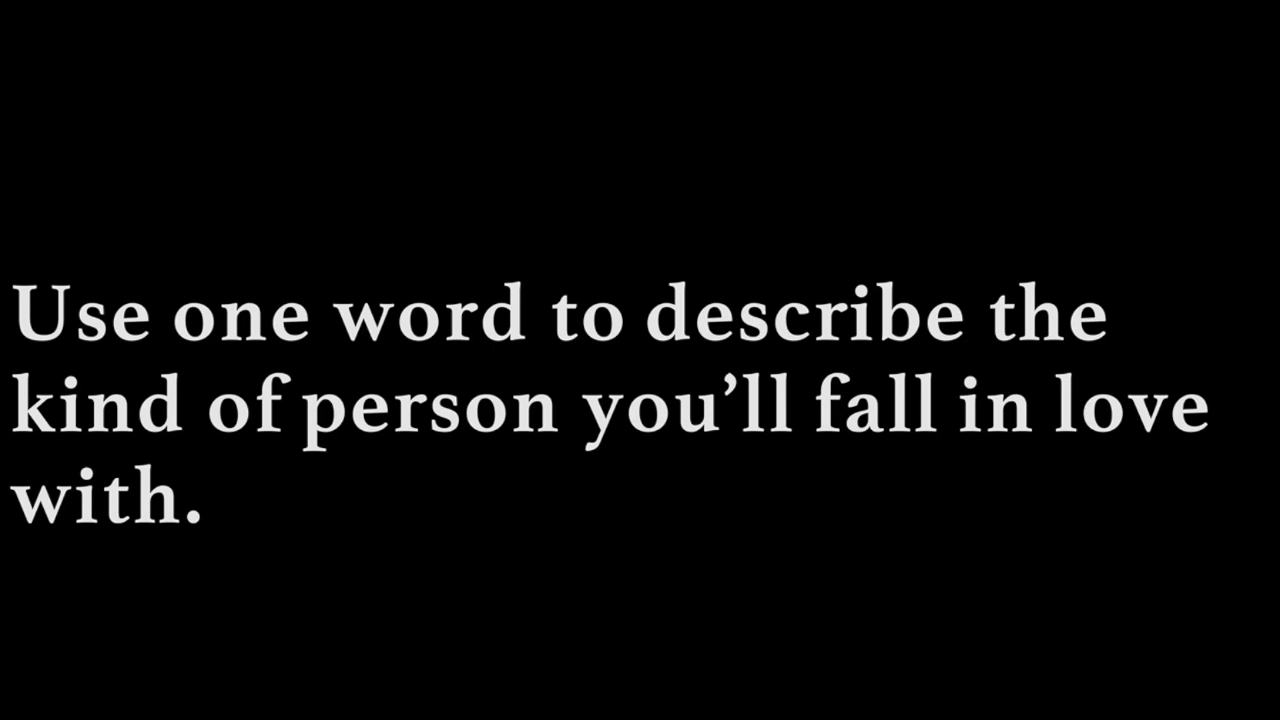 Use one word to describe the
kind of person you’ll fall in love
with.